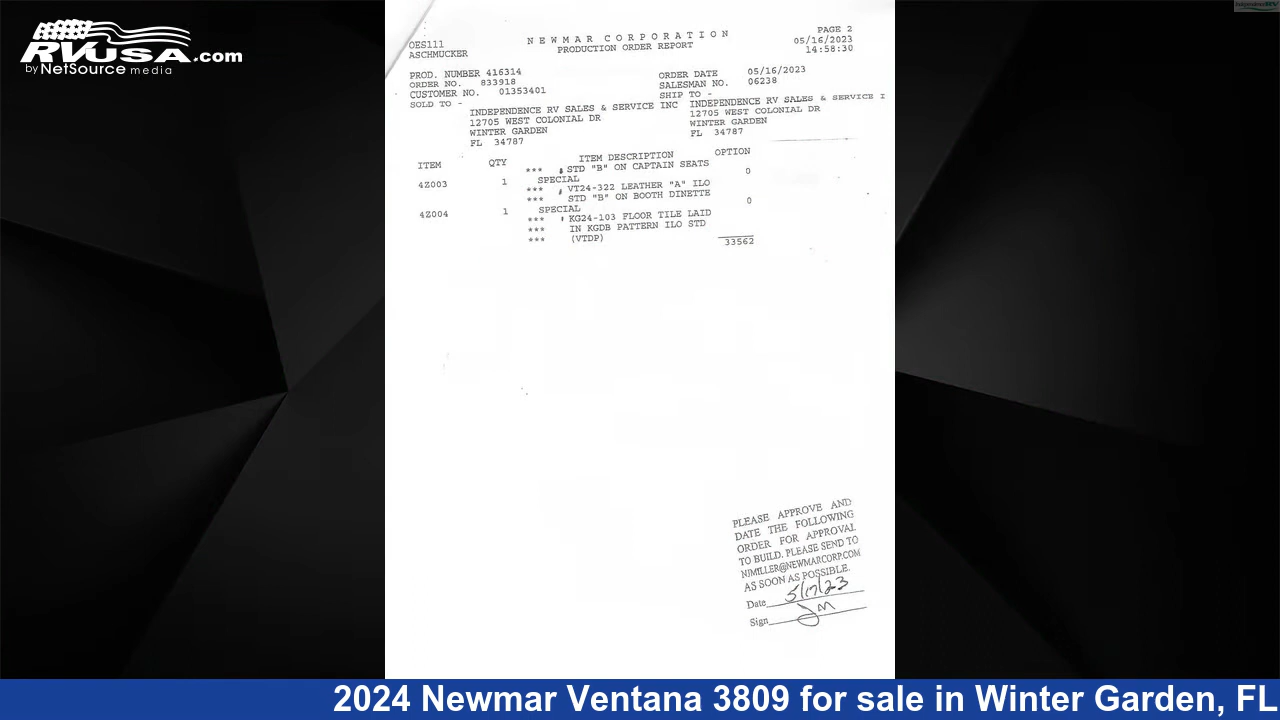 RVUSA.com
by NetSource media
OES111
ASCHMUCKER
NEWMAR CORPORATION
PRODUCTION ORDER REPORT
PAGE 2
05/16/2023
14:58:30
PROD. NUMBER 416314
ORDER NO. 833918
CUSTOMER NO. 01353401
SOLD TO -
ORDER DATE 05/16/2023
SALESMAN NO. 06238
SHIP TO -
INDEPENDENCE RV SALES & SERVICE INC
12705 WEST COLONIAL DR
WINTER GARDEN
FL 34787
INDEPENDENCE RV SALES & SERVICE I
12705 WEST COLONIAL DR
WINTER GARDEN
FL 34787
ITEM QTY ITEM DESCRIPTION OPTION
*** STD "B" ON CAPTAIN SEATS
4Z003 1 SPECIAL 0
*** VT24-322 LEATHER "A" ILO
*** STD "B" ON BOOTH DINETTE
4Z004 1 SPECIAL 0
*** KG24-103 FLOOR TILE LAID
*** IN KGDB PATTERN ILO STD
*** (VTDP)
33562
PLEASE APPROVE AND
DATE THE FOLLOWING
ORDER FOR APPROVAL
TO BUILD. PLEASE SEND TO
NJMILLER@NEWMARCORP.COM
AS SOON AS POSSIBLE.
Date 5/17/23
Sign JM
2024 Newmar Ventana 3809 for sale in Winter Garden, FL